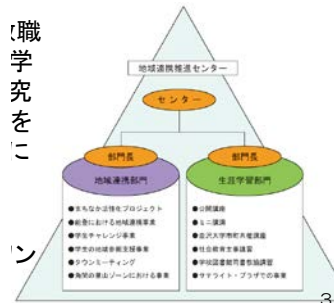 教職
学
究
を
に
ン
地域連携推進センター
センター
部門長
部門長
地域連携部門
生涯学習部門
●まちなか活性化プロジェクト
●能登における地域連携事業
●学生チャレンジ事業
●学生の地域参画支援事業
●タウンミーティング
●角間の里山ゾーンにおける事業
●公開講座
●ミニ講演
●金沢大学市町大連携講座
●社会教育主事講習
●学校図書館司書教諭講習
●サテライト・プラザでの事業
3